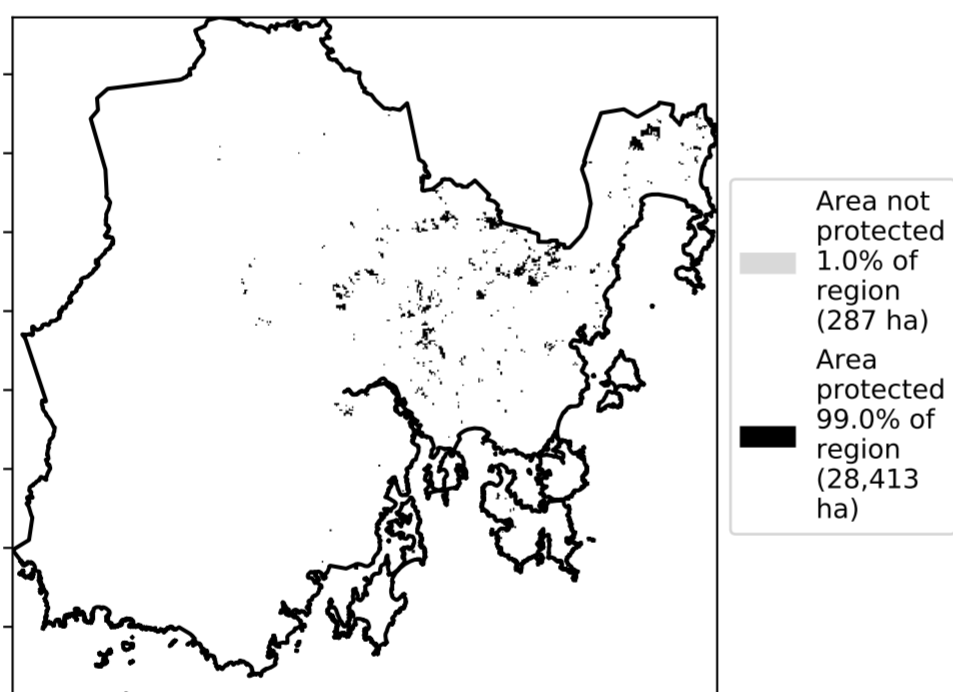 Area not
protected
1.0% of
region
(287 ha)
Area
protected
99.0% of
region
(28,413
ha)